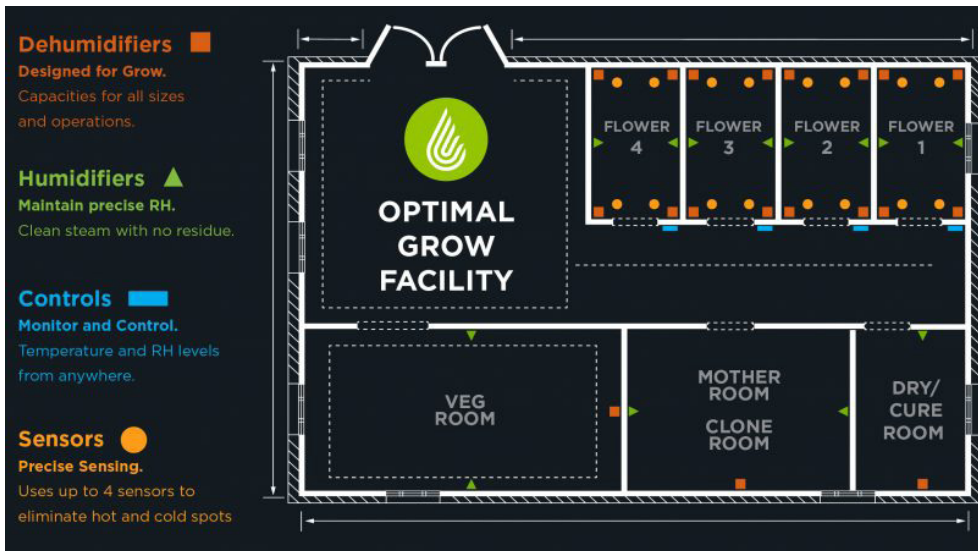 Dehumidifiers
Designed for Grow.
Capacities for all sizes
and operations.
Humidifiers
Maintain precise RH.
Clean steam with no residue.
Controls
Monitor and Control.
Temperature and RH levels
from anywhere.
Sensors
Precise Sensing.
Uses up to 4 sensors to
eliminate hot and cold spots
OPTIMAL
GROW
FACILITY
FLOWER
4
FLOWER
3
FLOWER
2
FLOWER
1
VEG
ROOM
MOTHER
ROOM
CLONE
ROOM
DRY/
CURE
ROOM